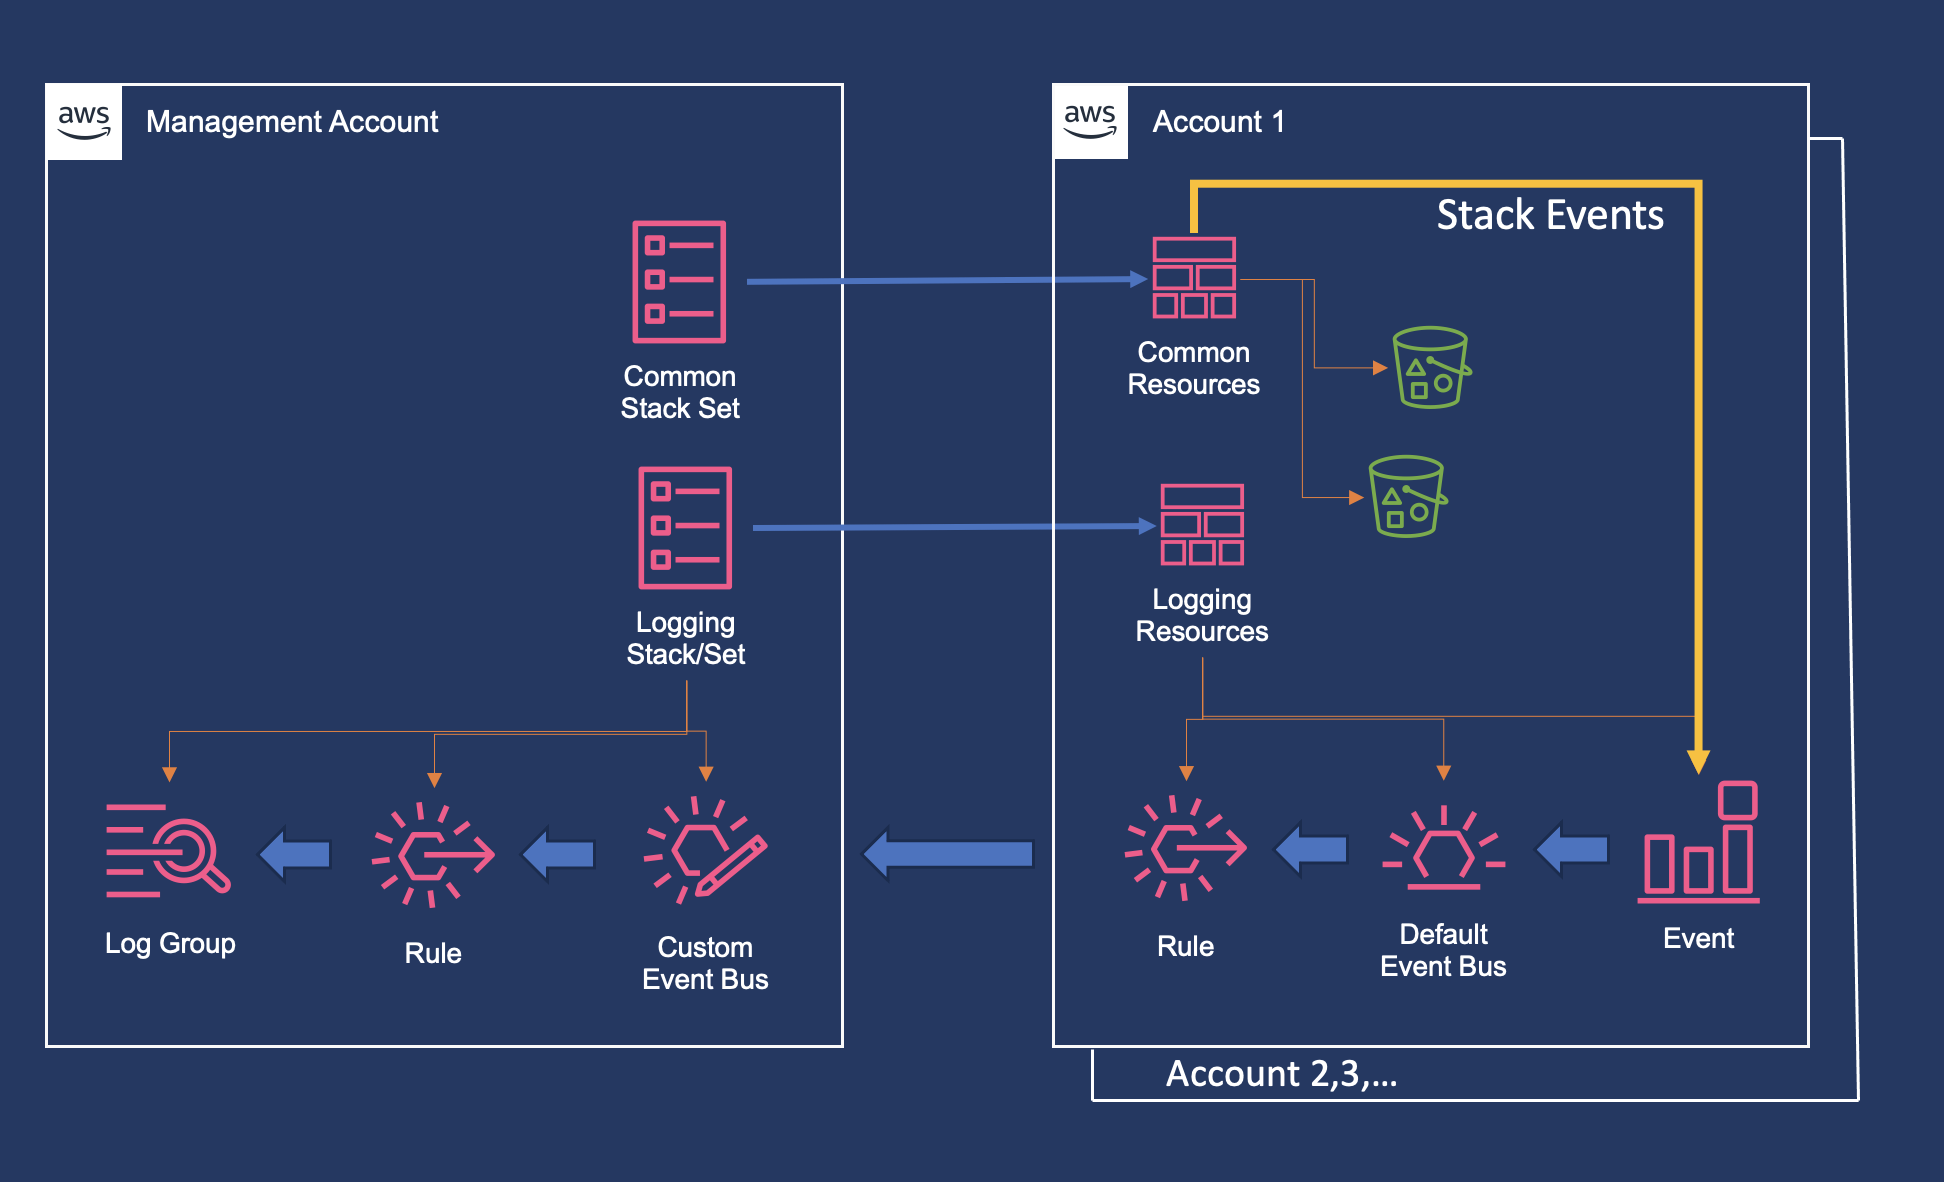 aws
Management Account
Common
Stack Set
Logging
Stack/Set
Log Group
Rule
Custom
Event Bus
aws
Account 1
Stack Events
Common
Resources
Logging
Resources
Rule
Default
Event Bus
Event
Account 2,3,...